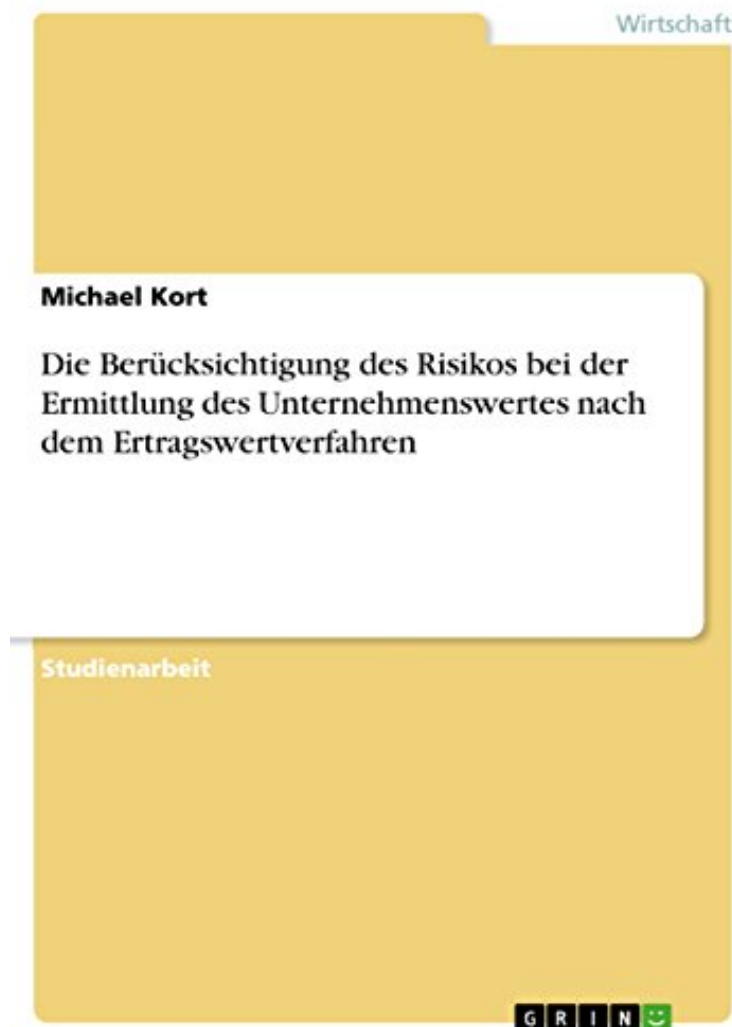 Wirtschaft
Michael Kort
Die Berücksichtigung des Risikos bei der
Ermittlung des Unternehmenswertes nach
dem Ertragswertverfahren
Studienarbeit
GRIN